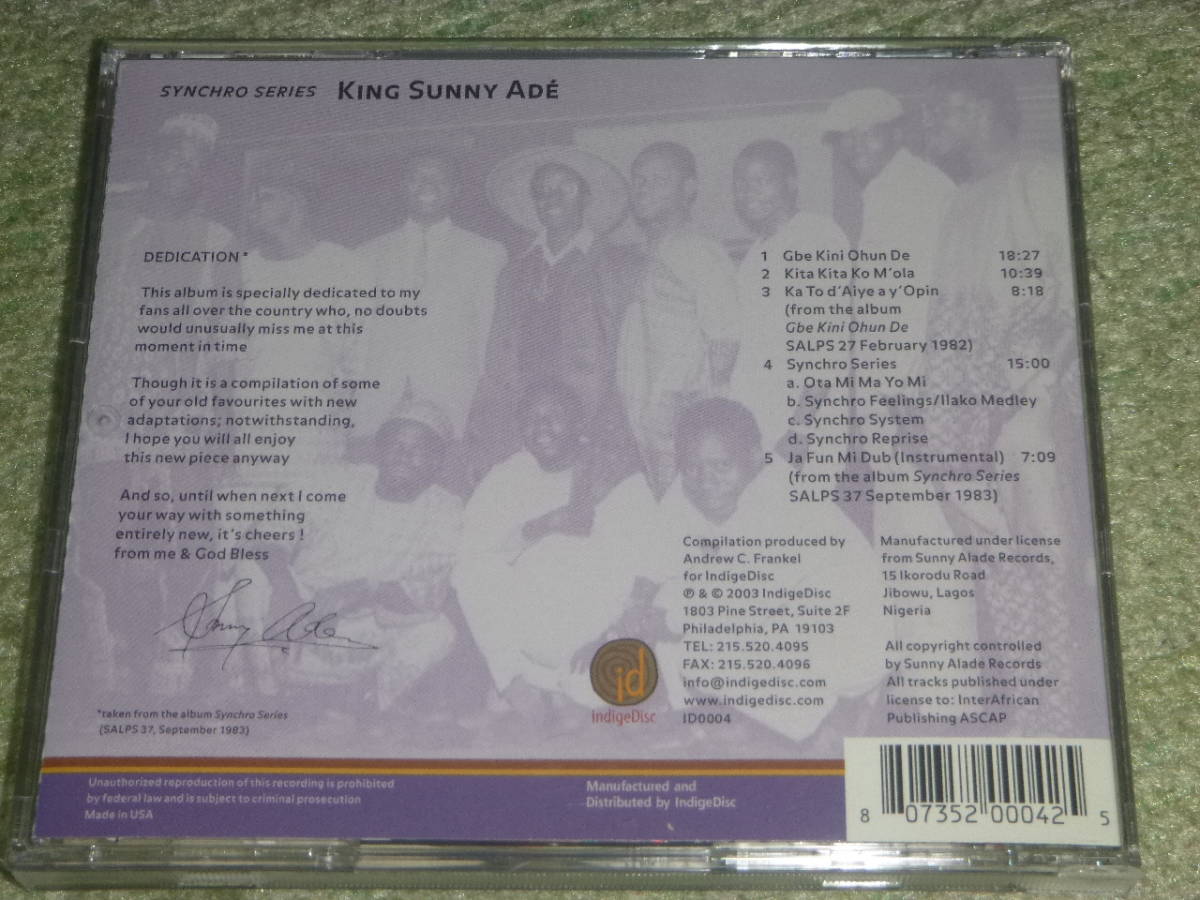 SYNCHRO SERIES KING SUNNY ADÉ
DEDICATION *
This album is specially dedicated to my
fans all over the country who, no doubts
would unusually miss me at this
moment in time
Though it is a compilation of some
of your old favourites with new
adaptations; notwithstanding,
I hope you will all enjoy
this new piece anyway
And so, until when next I come
your way with something
entirely new, it's cheers !
from me & God Bless
Sunny Ade
*taken from the album Synchro Series
(SALPS 37, September 1983)
1 Gbe Kini Ohun De 18:27
2 Kita Kita Ko M'ola 10:39
3 Ka To d'Aiye a y'Opin 8:18
(from the album
Gbe Kini Ohun De
SALPS 27 February 1982)
4 Synchro Series 15:00
a. Ota Mi Ma Yo Mi
b. Synchro Feelings/Ilako Medley
c. Synchro System
d. Synchro Reprise
5 Ja Fun Mi Dub (Instrumental) 7:09
(from the album Synchro Series
SALPS 37 September 1983)
Compilation produced by
Andrew C. Frankel
for IndigeDisc
℗ & © 2003 IndigeDisc
1803 Pine Street, Suite 2F
Philadelphia, PA 19103
TEL: 215.520.4095
FAX: 215.520.4096
info@indigedisc.com
www.indigedisc.com
ID0004
id
IndigeDisc
Manufactured under license
from Sunny Alade Records,
15 Ikorodu Road
Jibowu, Lagos
Nigeria
All copyright controlled
by Sunny Alade Records
All tracks published under
license to: InterAfrican
Publishing ASCAP
Unauthorized reproduction of this recording is prohibited
by federal law and is subject to criminal prosecution
Made in USA
Manufactured and
Distributed by IndigeDisc
8 07352 00042 5